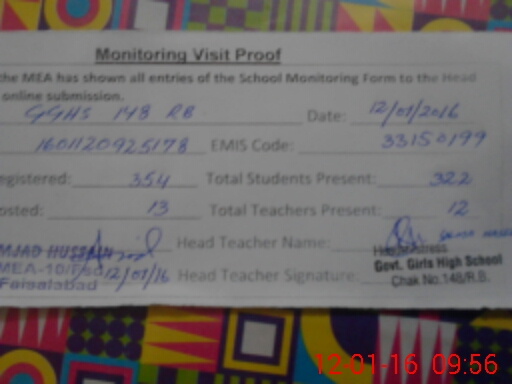 Monitoring Visit Proof
the MEA has shown all entries of the School Monitoring Form to the Head
online submission.
GGHS 148 RB Date: 12/01/2016
1601120925178 EMIS Code: 33150199
egistered: 354 Total Students Present: 322
osted: 13 Total Teachers Present: 12
MJAD HUSSAIN Head Teacher Name:
MEA-10/Fsd 12/01/16 Head Teacher Signature:
Faisalabad
Headmistress
Govt. Girls High School
Chak No.148/R.B.
12-01-16 09:56